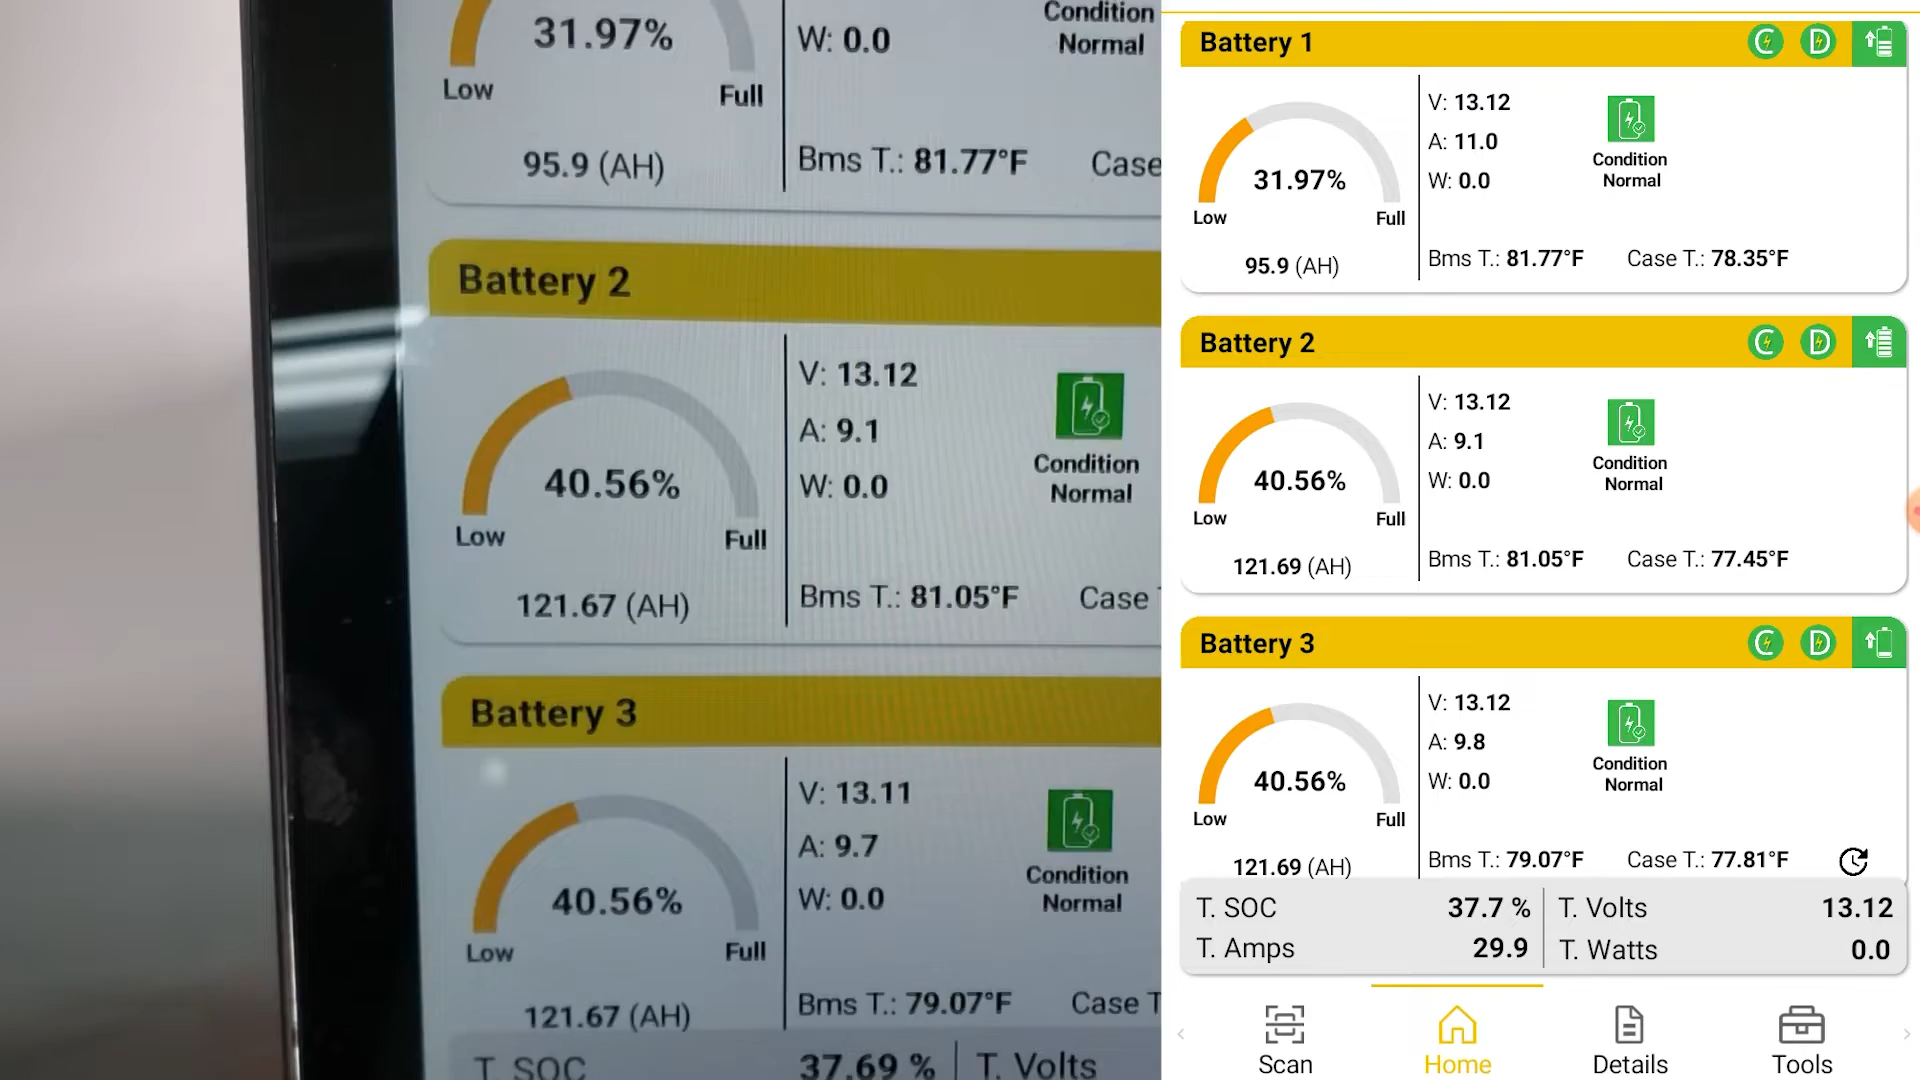 31.97%
Low
Full
95.9 (AH)
W: 0.0
Condition
Normal
Bms T.: 81.77°F
Case
Battery 2
40.56%
Low
Full
121.67 (AH)
V: 13.12
A: 9.1
W: 0.0
Condition
Normal
Bms T.: 81.05°F
Case
Battery 3
40.56%
Low
Full
121.67 (AH)
V: 13.11
A: 9.7
W: 0.0
Condition
Normal
Bms T.: 79.07°F
Case T
T. SOC
37.69 %
T. Volts
Battery 1
C
D
31.97%
Low
Full
95.9 (AH)
V: 13.12
A: 11.0
W: 0.0
Condition
Normal
Bms T.: 81.77°F
Case T.: 78.35°F
Battery 2
C
D
40.56%
Low
Full
121.69 (AH)
V: 13.12
A: 9.1
W: 0.0
Condition
Normal
Bms T.: 81.05°F
Case T.: 77.45°F
Battery 3
C
D
40.56%
Low
Full
121.69 (AH)
V: 13.12
A: 9.8
W: 0.0
Condition
Normal
Bms T.: 79.07°F
Case T.: 77.81°F
T. SOC
37.7 %
T. Volts
13.12
T. Amps
29.9
T. Watts
0.0
Scan
Home
Details
Tools